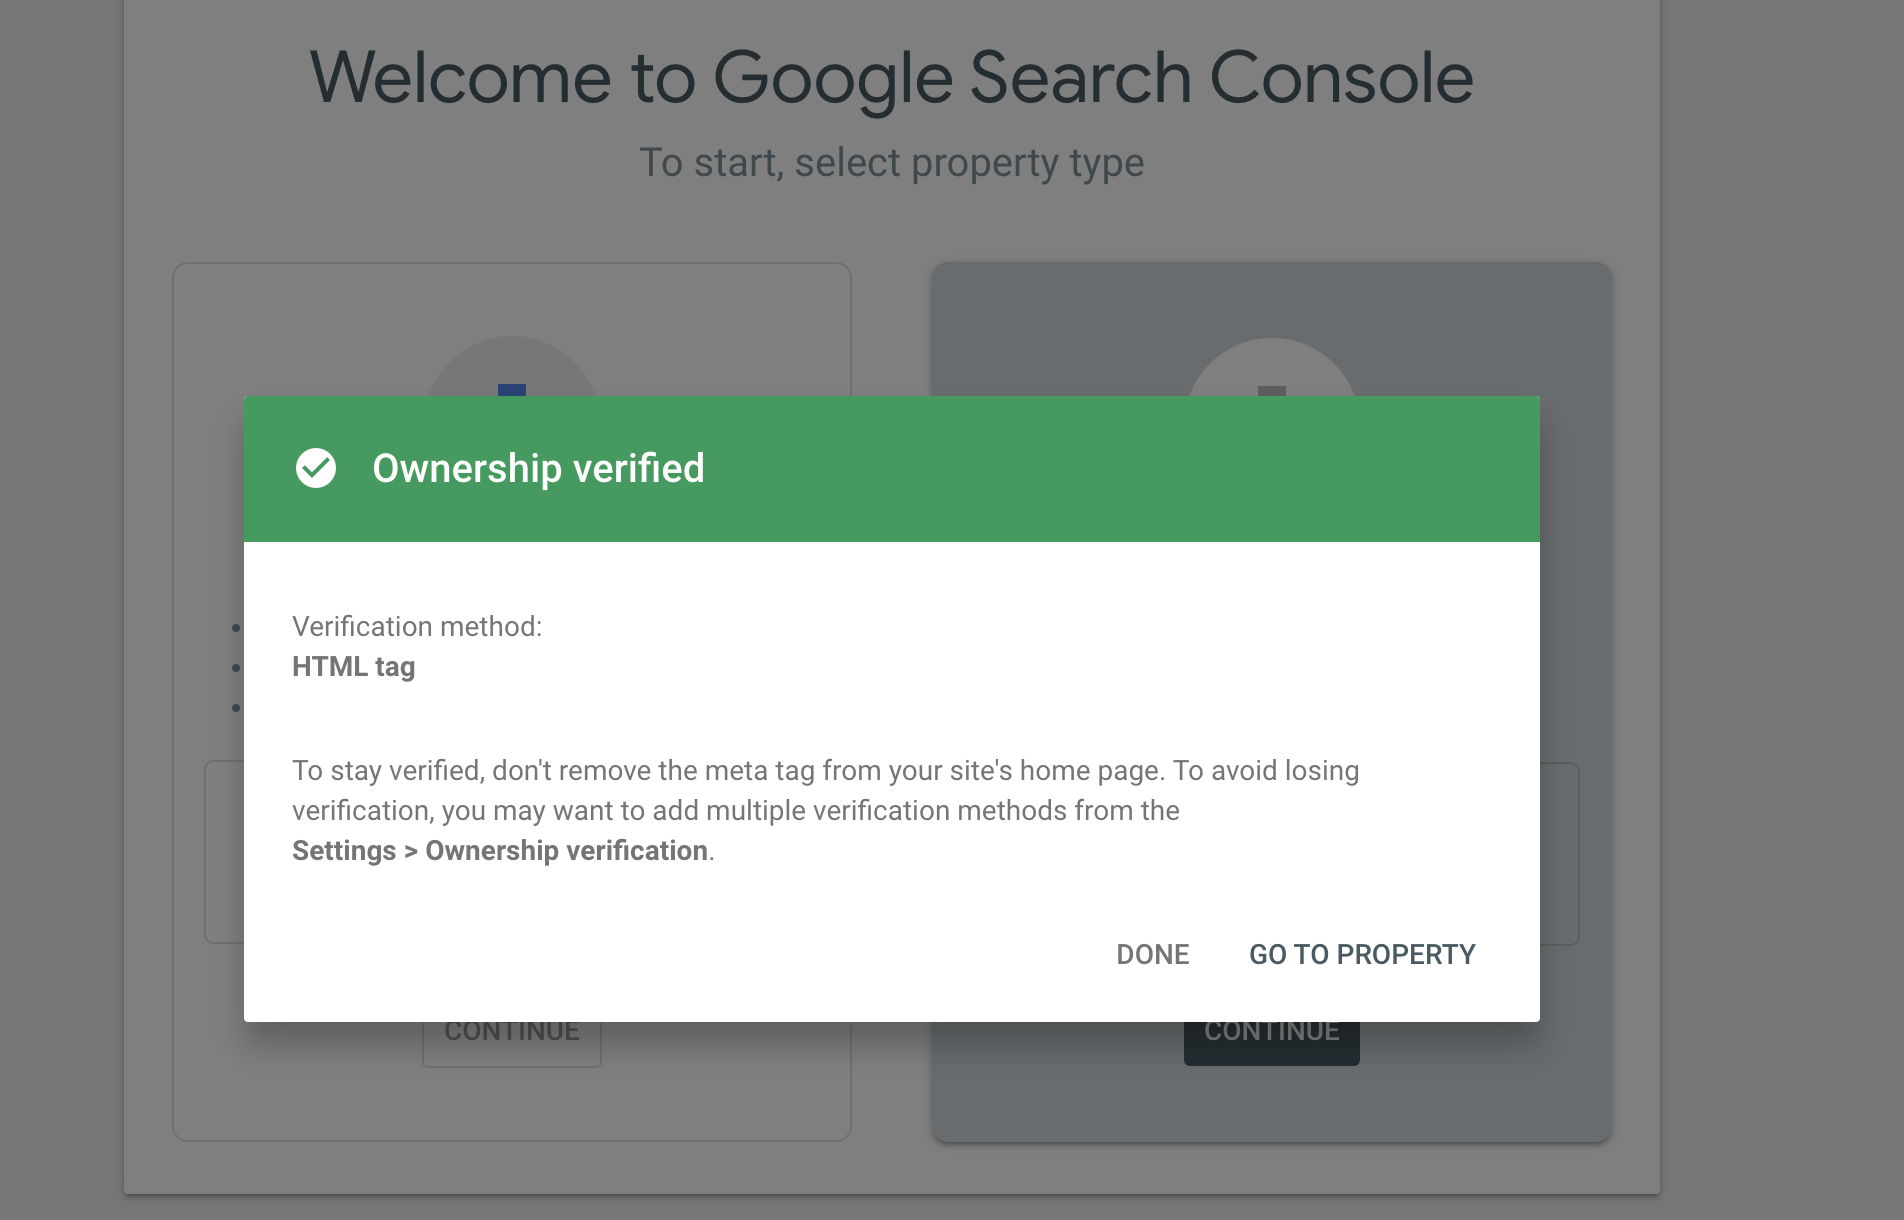 Welcome to Google Search Console
To start, select property type
Ownership verified
Verification method:
HTML tag
To stay verified, don't remove the meta tag from your site's home page. To avoid losing
verification, you may want to add multiple verification methods from the
Settings > Ownership verification.
DONE GO TO PROPERTY
CONTINUE CONTINUE